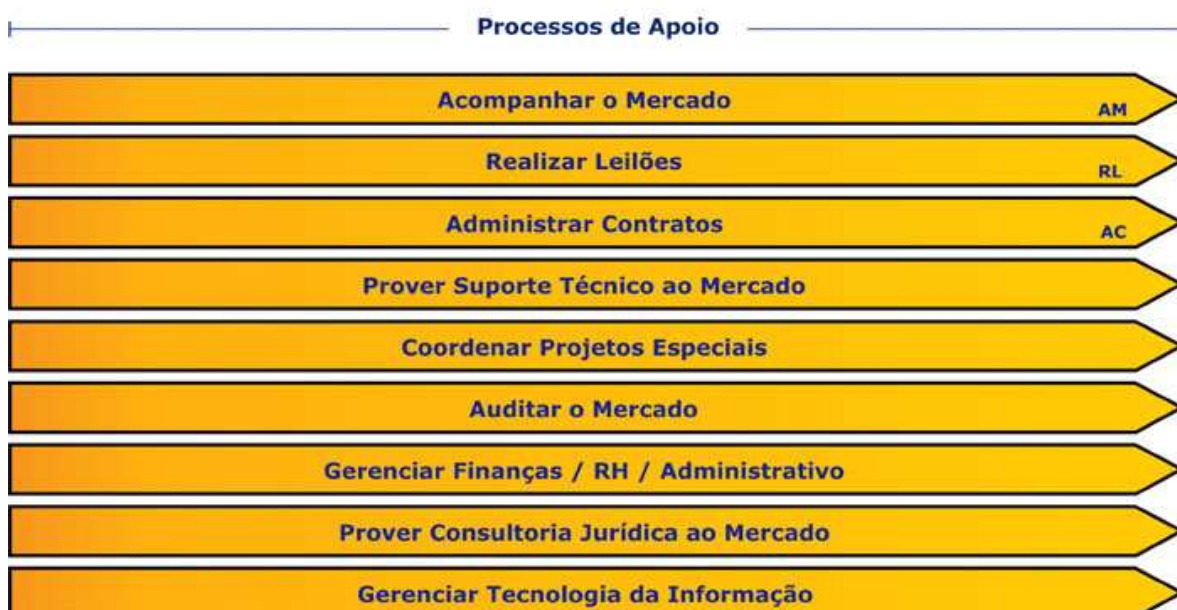 Processos de Apoio
Acompanhar o Mercado
AM
Realizar Leilões
RL
Administrar Contratos
AC
Prover Suporte Técnico ao Mercado
Coordenar Projetos Especiais
Auditar o Mercado
Gerenciar Finanças / RH / Administrativo
Prover Consultoria Jurídica ao Mercado
Gerenciar Tecnologia da Informação